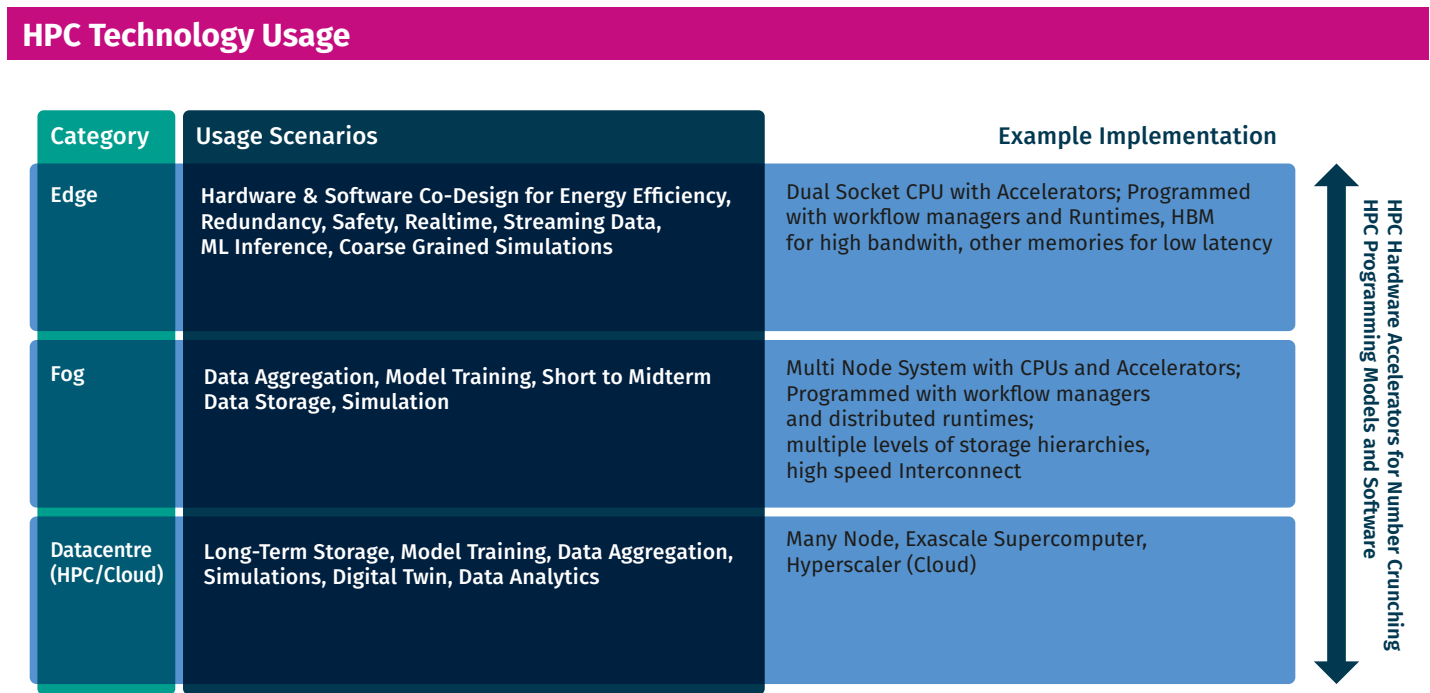 HPC Technology Usage
Category
Usage Scenarios
Example Implementation
Edge
Hardware & Software Co-Design for Energy Efficiency,
Redundancy, Safety, Realtime, Streaming Data,
ML Inference, Coarse Grained Simulations
Dual Socket CPU with Accelerators; Programmed
with workflow managers and Runtimes, HBM
for high bandwith, other memories for low latency
Fog
Data Aggregation, Model Training, Short to Midterm
Data Storage, Simulation
Multi Node System with CPUs and Accelerators;
Programmed with workflow managers
and distributed runtimes;
multiple levels of storage hierarchies,
high speed Interconnect
Datacentre
(HPC/Cloud)
Long-Term Storage, Model Training, Data Aggregation,
Simulations, Digital Twin, Data Analytics
Many Node, Exascale Supercomputer,
Hyperscaler (Cloud)
HPC Hardware Accelerators for Number Crunching
HPC Programming Models and Software